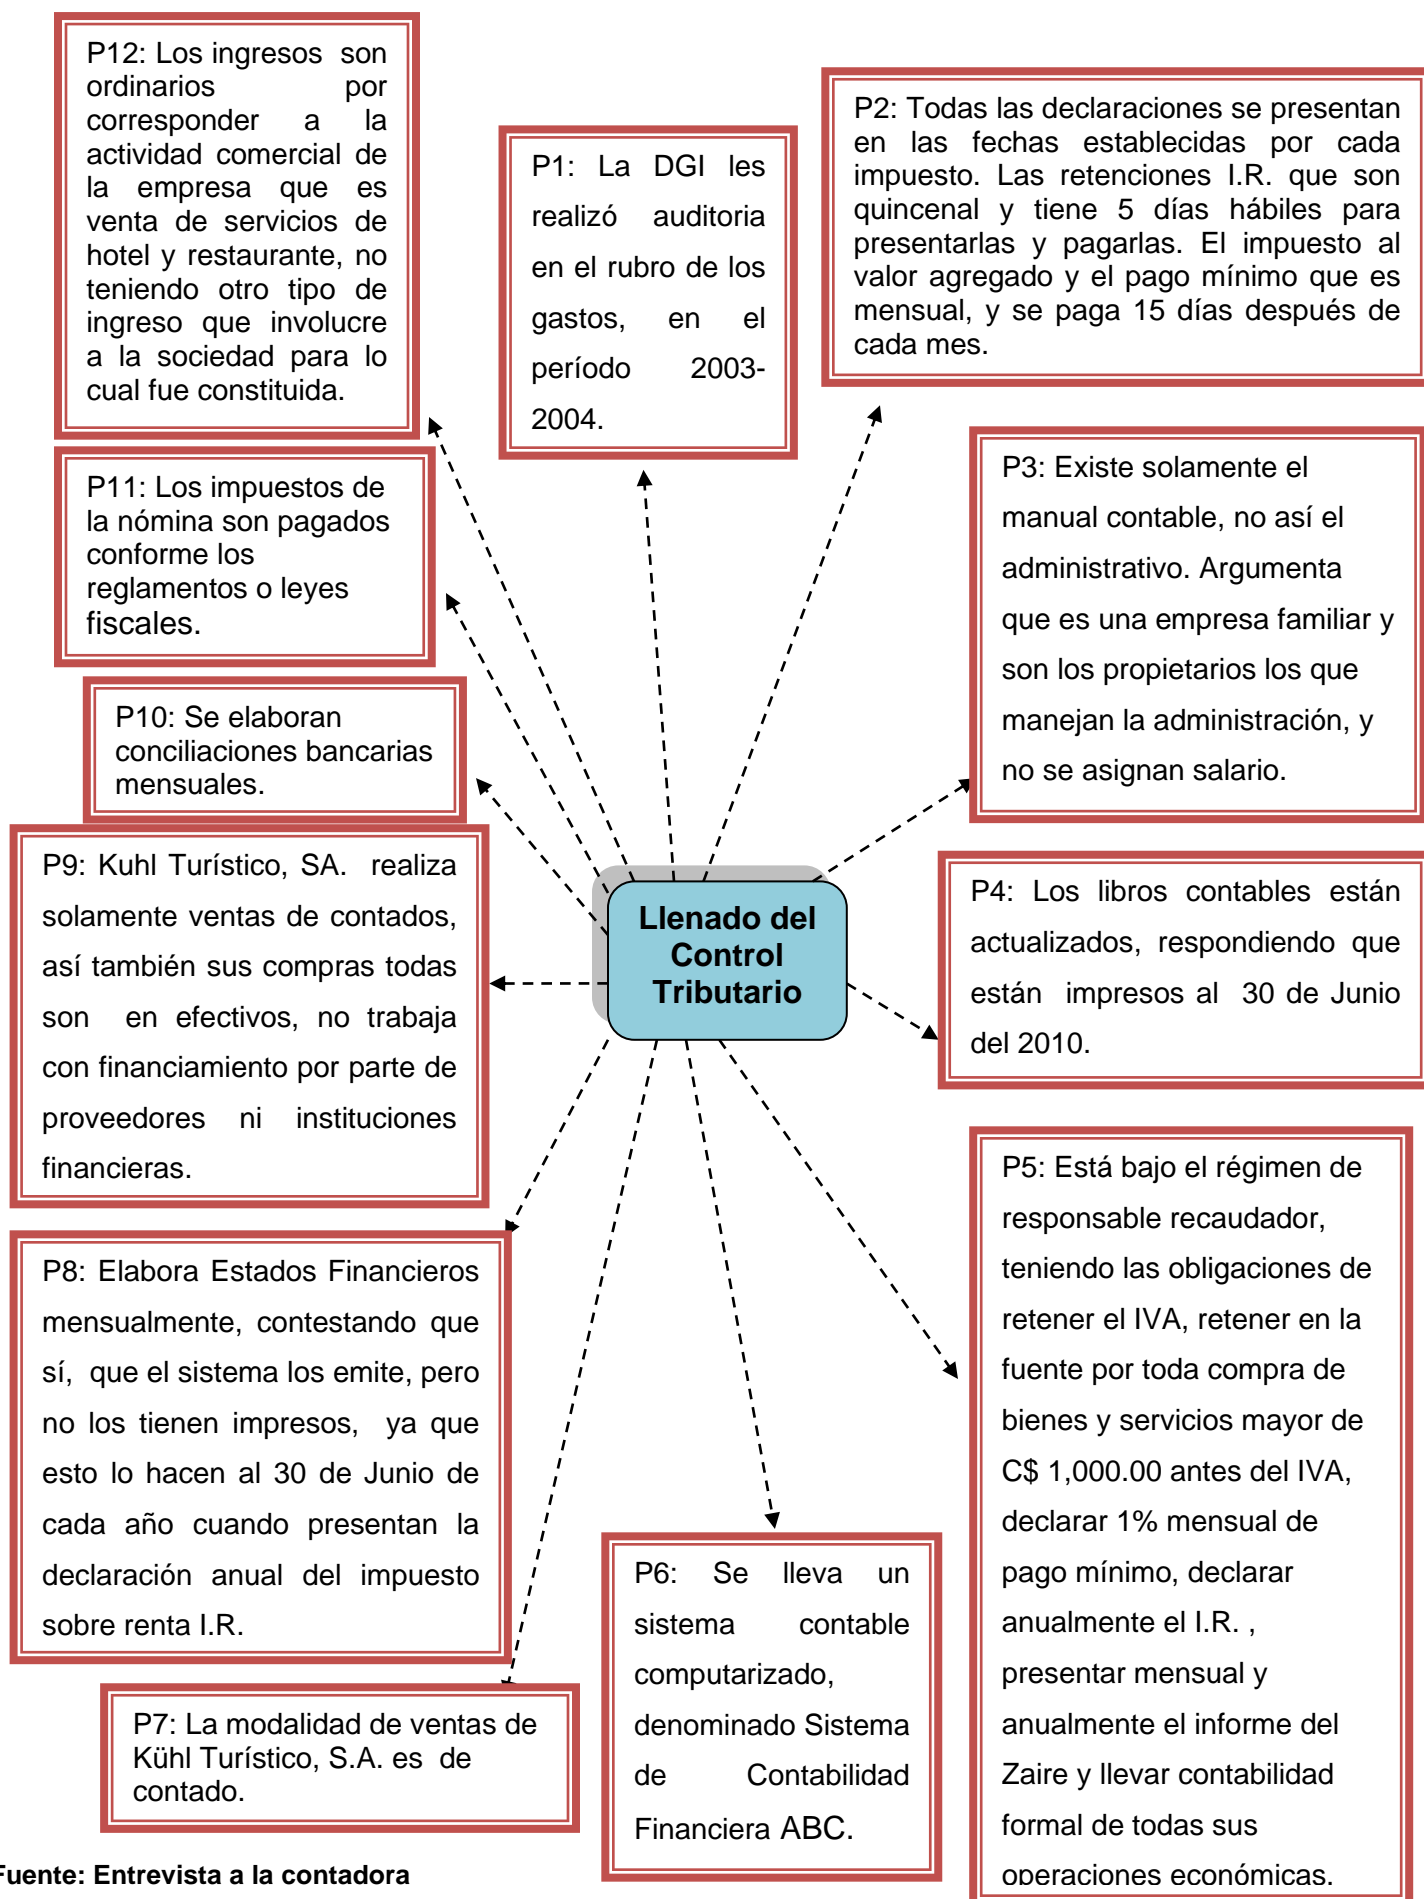 P12: Los ingresos son
ordinarios por
corresponder a la
actividad comercial de
la empresa que es
venta de servicios de
hotel y restaurante, no
teniendo otro tipo de
ingreso que involucre
a la sociedad para lo
cual fue constituida.
P1: La DGI les
realizó auditoria
en el rubro de los
gastos, en el
período 2003-
2004.
P2: Todas las declaraciones se presentan
en las fechas establecidas por cada
impuesto. Las retenciones I.R. que son
quincenal y tiene 5 días hábiles para
presentarlas y pagarlas. El impuesto al
valor agregado y el pago mínimo que es
mensual, y se paga 15 días después de
cada mes.
P3: Existe solamente el
manual contable, no así el
administrativo. Argumenta
que es una empresa familiar y
son los propietarios los que
manejan la administración, y
no se asignan salario.
P11: Los impuestos de
la nómina son pagados
conforme los
reglamentos o leyes
fiscales.
P10: Se elaboran
conciliaciones bancarias
mensuales.
P9: Kuhl Turístico, SA. realiza
solamente ventas de contados,
así también sus compras todas
son en efectivos, no trabaja
con financiamiento por parte de
proveedores ni instituciones
financieras.
Llenado del
Control
Tributario
P4: Los libros contables están
actualizados, respondiendo que
están impresos al 30 de Junio
del 2010.
P5: Está bajo el régimen de
responsable recaudador,
teniendo las obligaciones de
retener el IVA, retener en la
fuente por toda compra de
bienes y servicios mayor de
C$ 1,000.00 antes del IVA,
declarar 1% mensual de
pago mínimo, declarar
anualmente el I.R. ,
presentar mensual y
anualmente el informe del
Zaire y llevar contabilidad
formal de todas sus
operaciones económicas.
P8: Elabora Estados Financieros
mensualmente, contestando que
sí, que el sistema los emite, pero
no los tienen impresos, ya que
esto lo hacen al 30 de Junio de
cada año cuando presentan la
declaración anual del impuesto
sobre renta I.R.
P6: Se lleva un
sistema contable
computarizado,
denominado Sistema
de Contabilidad
Financiera ABC.
P7: La modalidad de ventas de
Kühl Turístico, S.A. es de
contado.
Fuente: Entrevista a la contadora